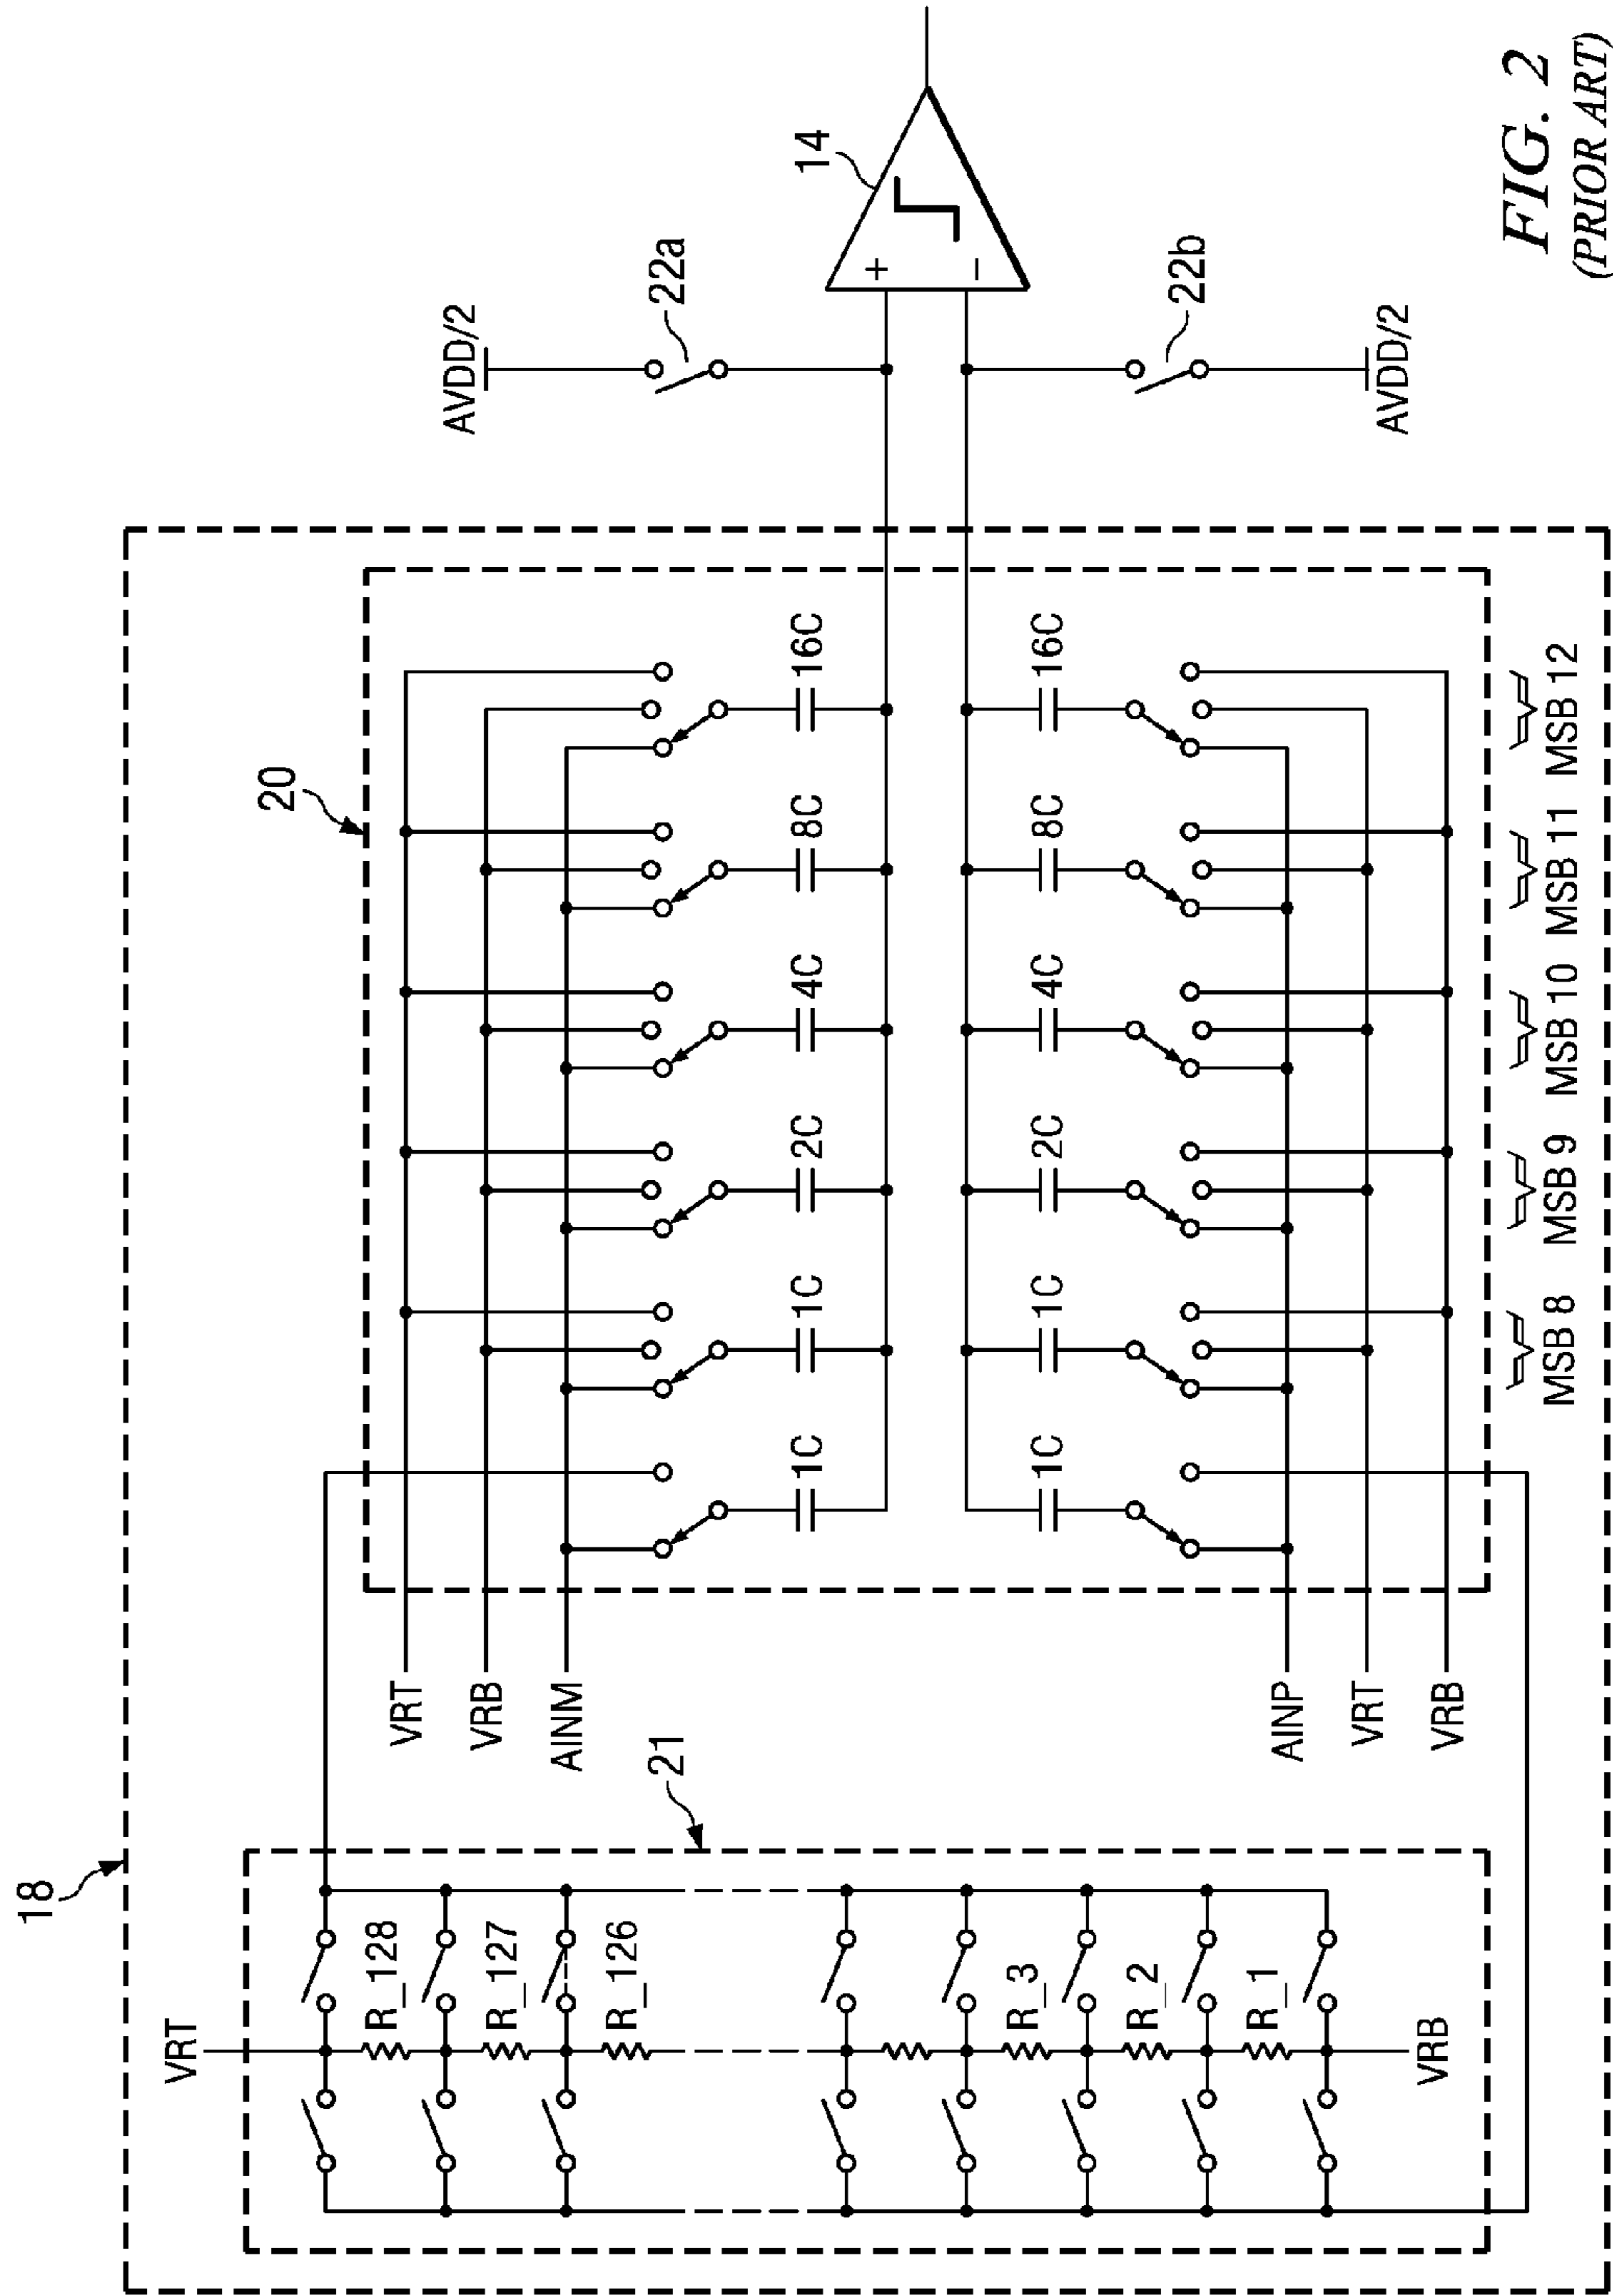 18
20
21
VRT
R_128
R_127
R_126
R_3
R_2
R_1
VRB
VRT
VRB
AINM
1C
1C
2C
4C
8C
16C
1C
1C
2C
4C
8C
16C
AINP
VRT
VRB
MSB 8
MSB 9
MSB 10
MSB 11
MSB 12
AVDD/2
22a
+
−
14
22b
AVDD/2
FIG. 2
(PRIOR ART)